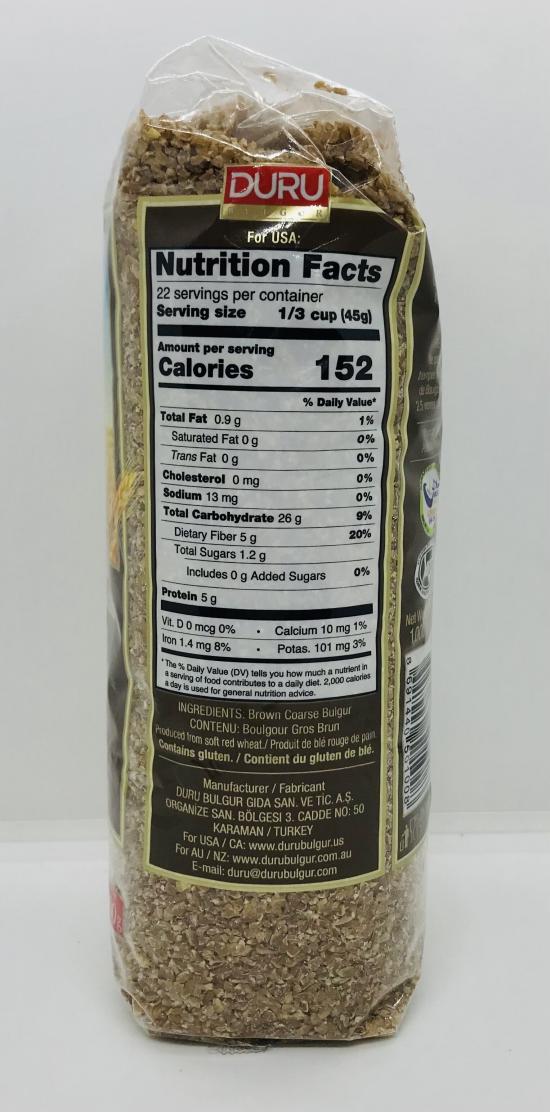 DURU
BULGUR
For USA:
Nutrition Facts
22 servings per container
Serving size 1/3 cup (45g)
Amount per serving
Calories 152
% Daily Value*
Total Fat 0.9 g 1%
Saturated Fat 0 g 0%
Trans Fat 0 g 0%
Cholesterol 0 mg 0%
Sodium 13 mg 0%
Total Carbohydrate 26 g 9%
Dietary Fiber 5 g 20%
Total Sugars 1.2 g
Includes 0 g Added Sugars 0%
Protein 5 g
Vit. D 0 mcg 0% • Calcium 10 mg 1%
Iron 1.4 mg 8% • Potas. 101 mg 3%
*The % Daily Value (DV) tells you how much a nutrient in
a serving of food contributes to a daily diet. 2,000 calories
a day is used for general nutrition advice.
INGREDIENTS: Brown Coarse Bulgur
CONTENU: Boulgour Gros Brun
Produced from soft red wheat./ Produit de blé rouge de pain.
Contains gluten. / Contient du gluten de blé.
Manufacturer / Fabricant
DURU BULGUR GIDA SAN. VE TİC. A.Ş.
ORGANİZE SAN. BÖLGESİ 3. CADDE NO: 50
KARAMAN / TURKEY
For USA / CA: www.durubulgur.us
For AU / NZ: www.durubulgur.com.au
E-mail: duru@durubulgur.com
Net